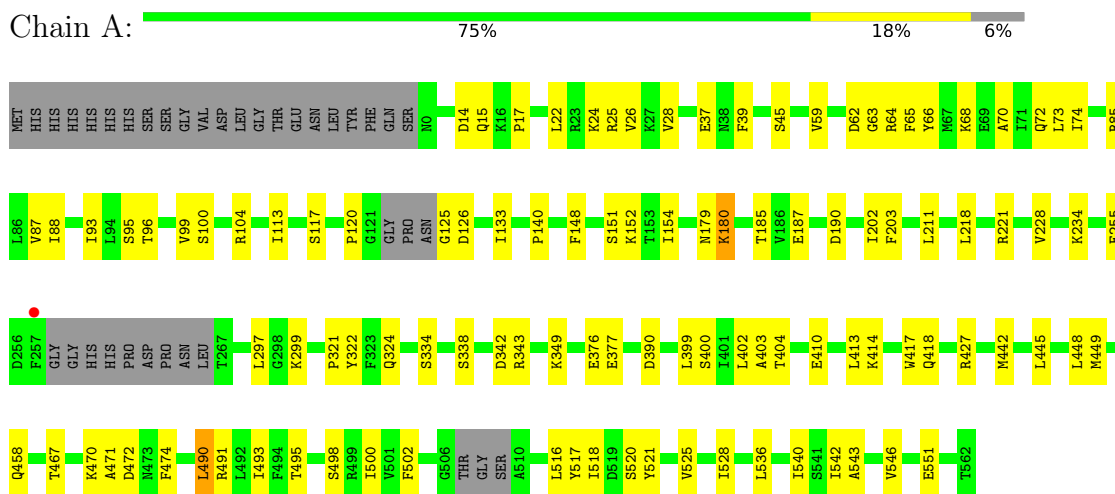 Chain A:
75% 18% 6%
MET HIS HIS HIS HIS HIS HIS SER SER GLY VAL ASP LEU GLY THR GLU ASN LEU TYR PHE GLN SER N0 D14 Q15 K16 P17 L22 R23 K24 R25 V26 K27 V28 E37 N38 F39 S45 V59 D62 G63 R64 F65 Y66 M67 K68 E69 A70 I71 Q72 L73 I74
L86 V87 I88 I93 L94 S95 T96 V99 S100 R104 I113 S117 P120 G121 GLY PRO ASN G125 D126 I133 P140 F148 S151 K152 T153 I154 N179 K180 T185 V186 E187 D190 I202 F203 L211 L218 R221 V228 K234
D256 F257 GLY GLY HIS HIS PRO ASP PRO ASN LEU T267 L297 G298 K299 P321 Y322 F323 Q324 S334 S338 D342 R343 K349 E376 E377 D390 L399 S400 I401 L402 A403 T404 E410 L413 K414 W417 Q418 R427 M442 L445 L448 M449
Q458 T467 K470 A471 D472 N473 F474 L490 R491 L492 I493 F494 T495 S498 R499 I500 V501 F502 G506 THR GLY SER A510 L516 Y517 I518 D519 S520 Y521 V525 I528 L536 I540 S541 I542 A543 V546 E551 T562